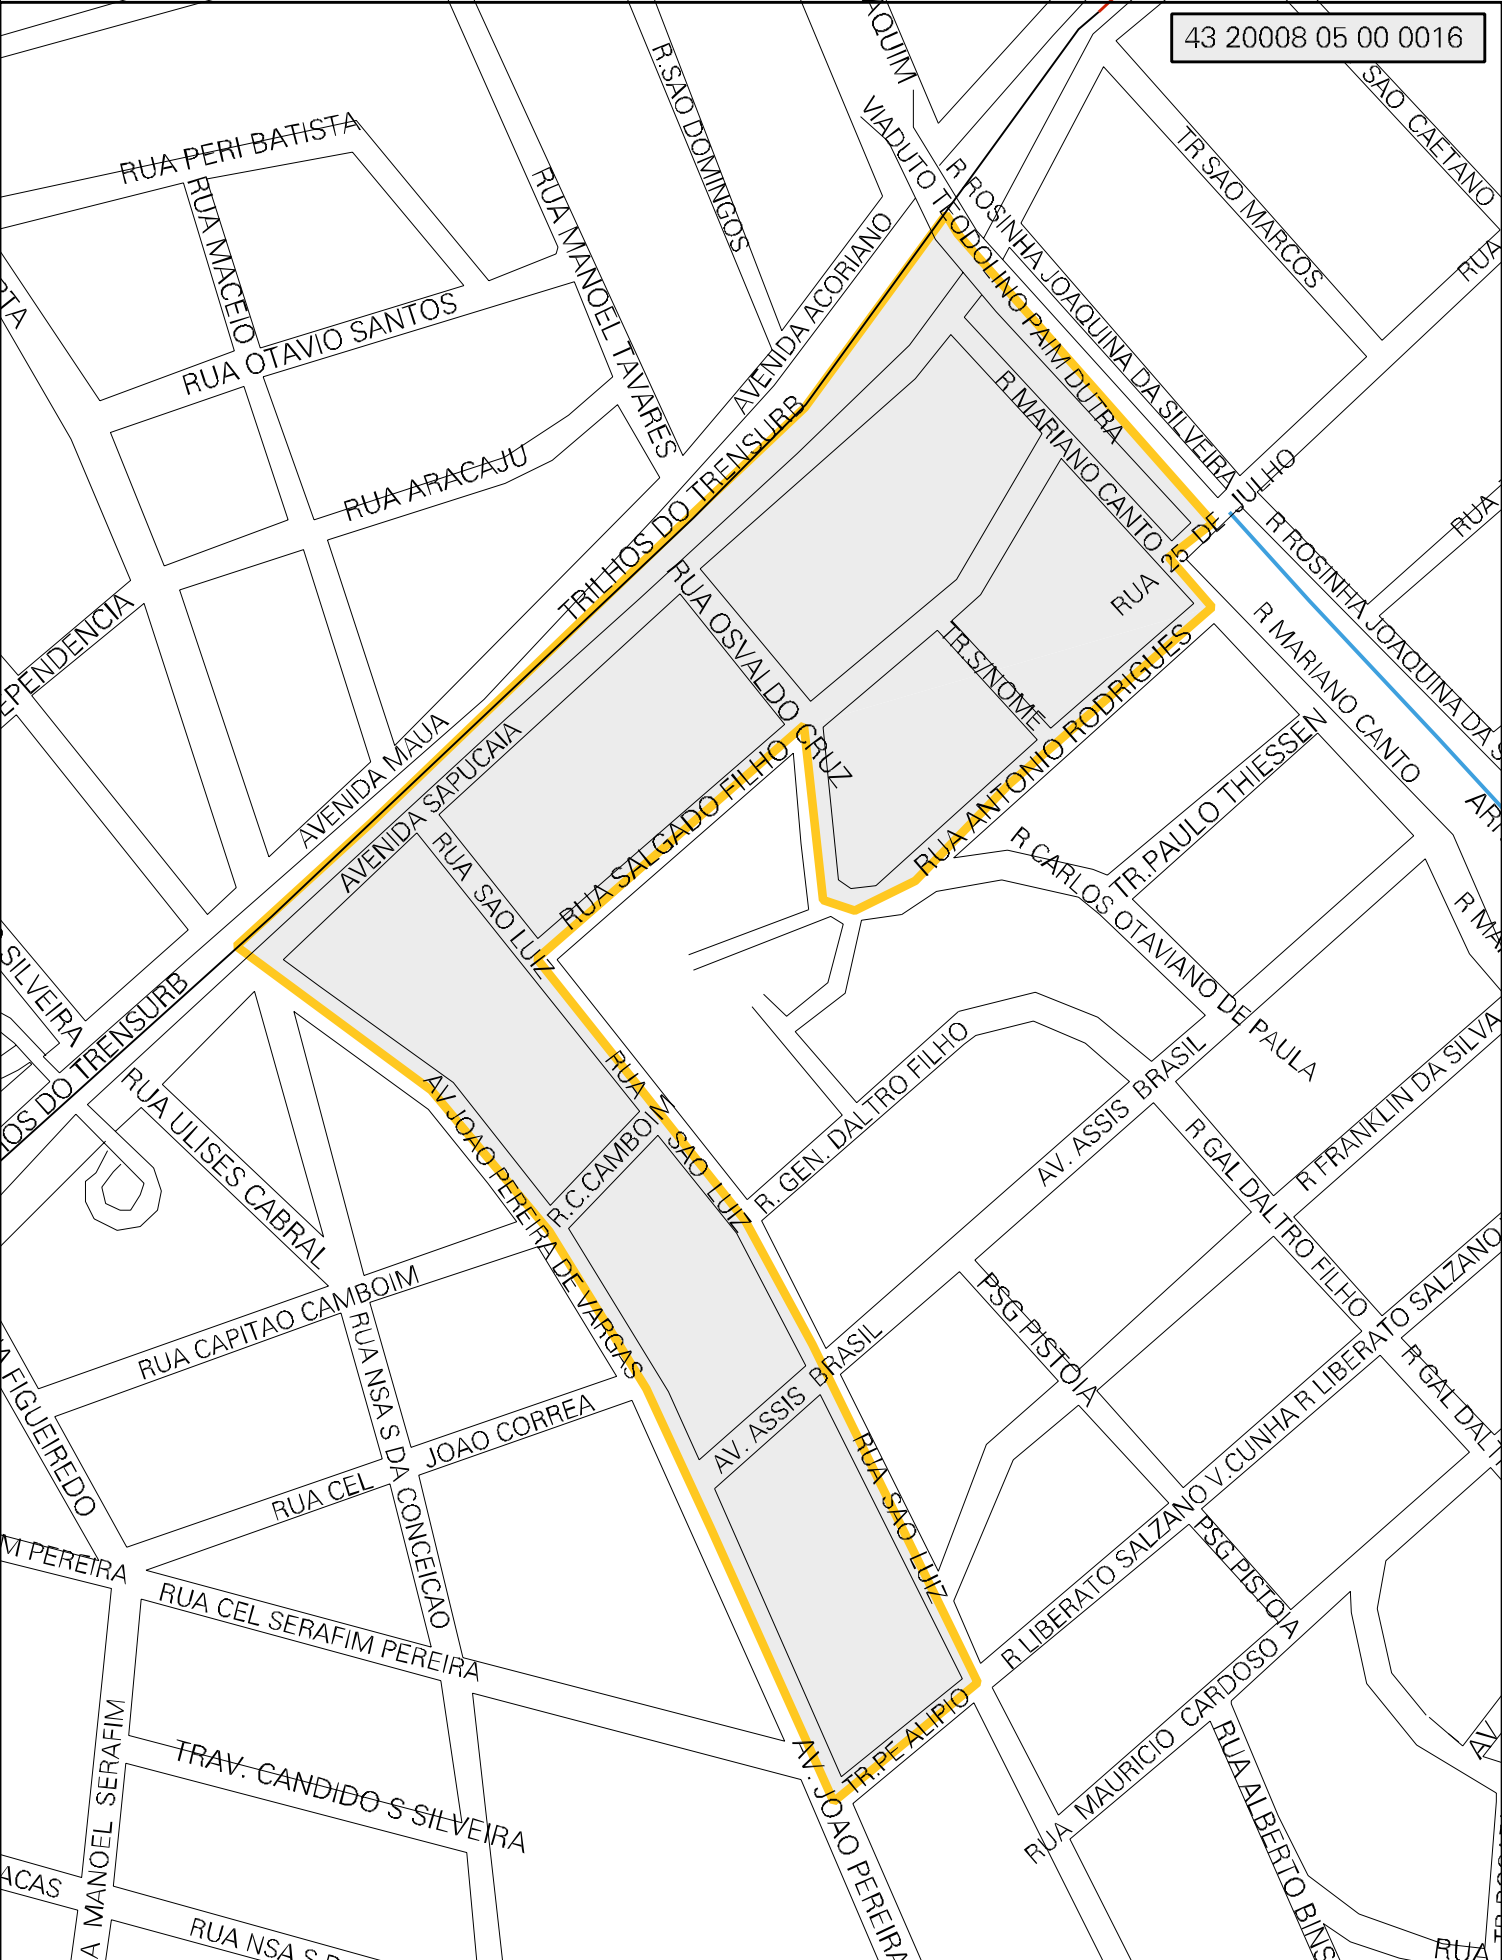 43 20008 05 00 0016
AQUIM
SAO CAETANO
R.SAO DOMINGOS
VIADUTO TEODOLINO PAIM DUTRA
TR SAO MARCOS
RUA PERI BATISTA
R ROSINHA JOAQUINA DA SILVEIRA
RUA MANOEL TAVARES
RUA MACEIO
AVENIDA ACORIANO
RUA
RTA
RUA OTAVIO SANTOS
R MARIANO CANTO
TRILHOS DO TRENSURB
RUA ARACAJU
RUA 25 DE JULHO
RUA
R ROSINHA JOAQUINA DA S
EPENDENCIA
RUA OSVALDO CRUZ
R MARIANO CANTO
TR.S/NOME
RUA ANTONIO RODRIGUES
AVENIDA MAUA
AVENIDA SAPUCAIA
TR.PAULO THIESSEN
RUA SALGADO FILHO
RUA SAO LUIZ
R CARLOS OTAVIANO DE PAULA
R MA
SILVEIRA
OS DO TRENSURB
R. GEN. DALTRO FILHO
AV. ASSIS BRASIL
R FRANKLIN DA SILVA
RUA ULISES CABRAL
RUA SAO LUIZ
R.C.CAMBOIM
AV JOAO PEREIRA DE VARGAS
R GAL DALTRO FILHO
R LIBERATO SALZANO
RUA CAPITAO CAMBOIM
PSG PISTOIA
AV. ASSIS BRASIL
RUA NSA S DA CONCEICAO
A FIGUEIREDO
R GAL DALT
RUA CEL JOAO CORREA
RUA SAO LUIZ
R LIBERATO SALZANO V.CUNHA
PSG PISTOIA
M PEREIRA
RUA CEL SERAFIM PEREIRA
TR.PE ALIPIO
RUA MAURICIO CARDOSO
AV
A MANOEL SERAFIM
TRAV. CANDIDO S SILVEIRA
AV. JOAO PEREIRA
RUA ALBERTO BINS
ACAS
RUA NSA S D
RUA